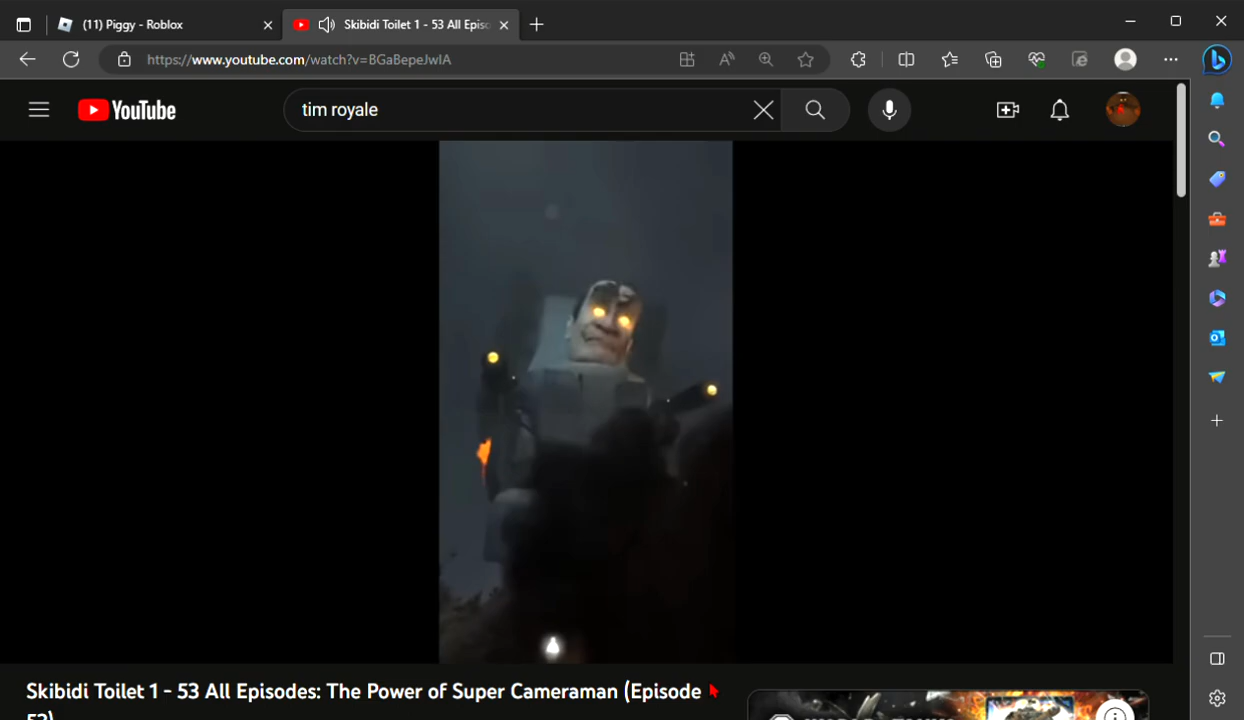 (11) Piggy - Roblox
Skibidi Toilet 1 - 53 All Episo
https://www.youtube.com/watch?v=BGaBepeJwIA
YouTube
tim royale
Skibidi Toilet 1 - 53 All Episodes: The Power of Super Cameraman (Episode